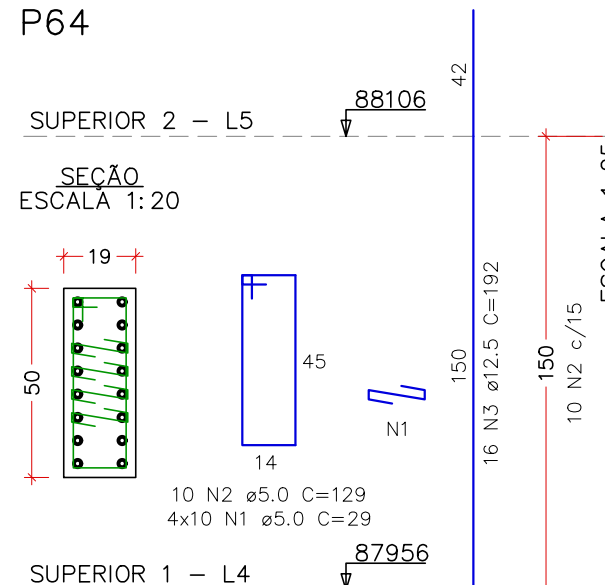 P64
42
88106
SUPERIOR 2 - L5
SEÇÃO
ESCALA 1:20
19
50
45
14
N1
10 N2 ø5.0 C=129
4x10 N1 ø5.0 C=29
150
16 N3 ø12.5 C=192
150
10 N2 c/15
87956
SUPERIOR 1 - L4